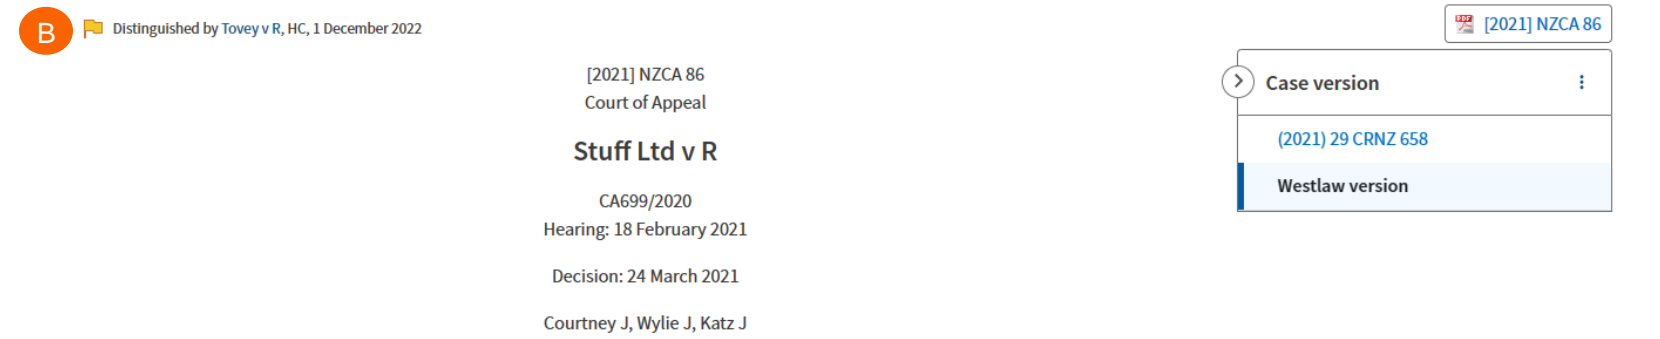 B Distinguished by Tovey v R, HC, 1 December 2022
PDF [2021] NZCA 86
[2021] NZCA 86
Court of Appeal
Stuff Ltd v R
CA699/2020
Hearing: 18 February 2021
Decision: 24 March 2021
Courtney J, Wylie J, Katz J
Case version
(2021) 29 CRNZ 658
Westlaw version